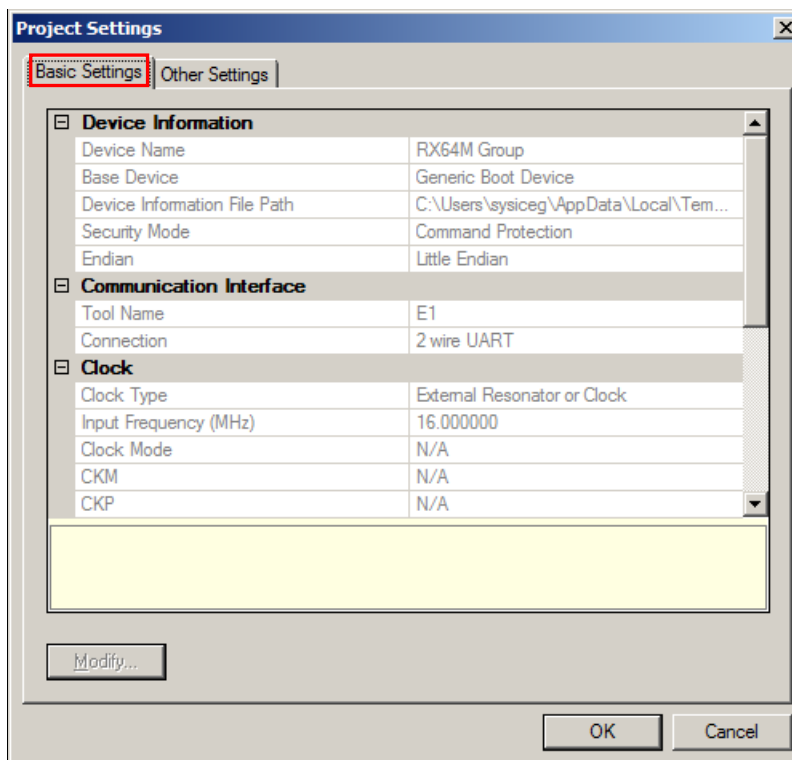 Project Settings
Basic Settings Other Settings
Device Information
Device Name RX64M Group
Base Device Generic Boot Device
Device Information File Path C:\Users\sysiceg\AppData\Local\Tem...
Security Mode Command Protection
Endian Little Endian
Communication Interface
Tool Name E1
Connection 2 wire UART
Clock
Clock Type External Resonator or Clock
Input Frequency (MHz) 16.000000
Clock Mode N/A
CKM N/A
CKP N/A
Modify...
OK Cancel